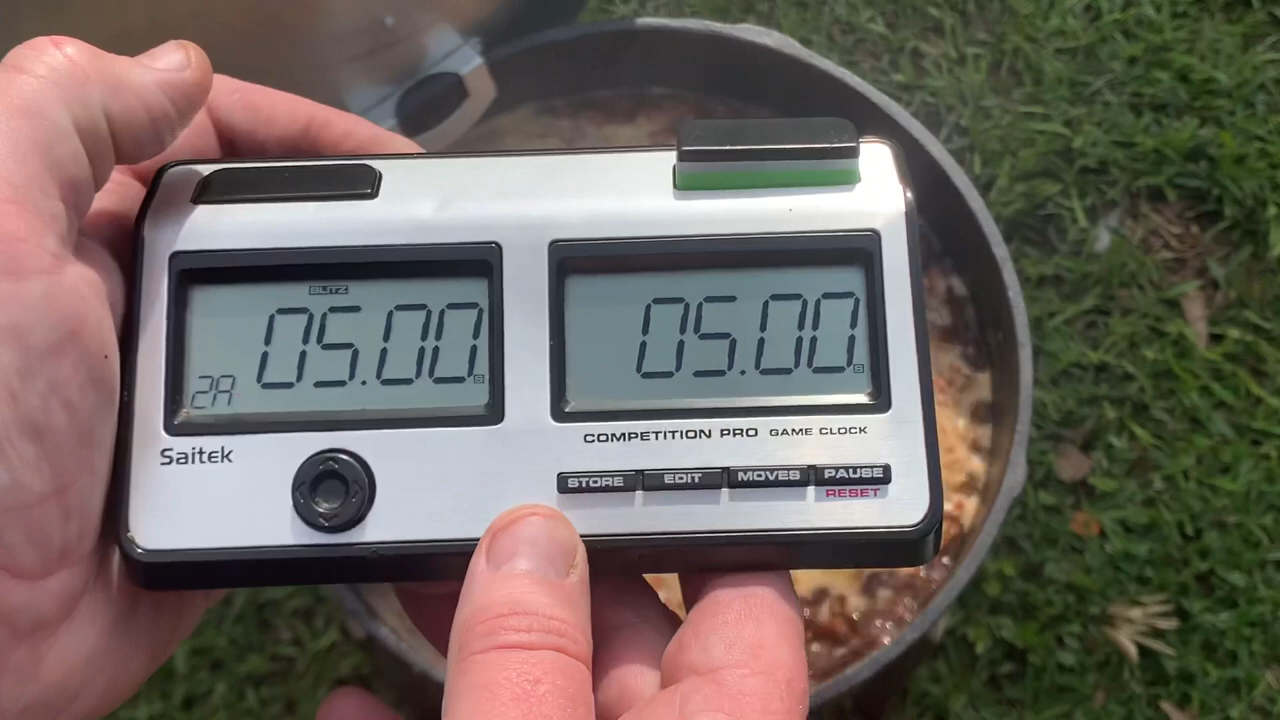 BLITZ
05.00 s
2A
05.00 s
COMPETITION PRO GAME CLOCK
Saitek
STORE EDIT MOVES PAUSE
RESET